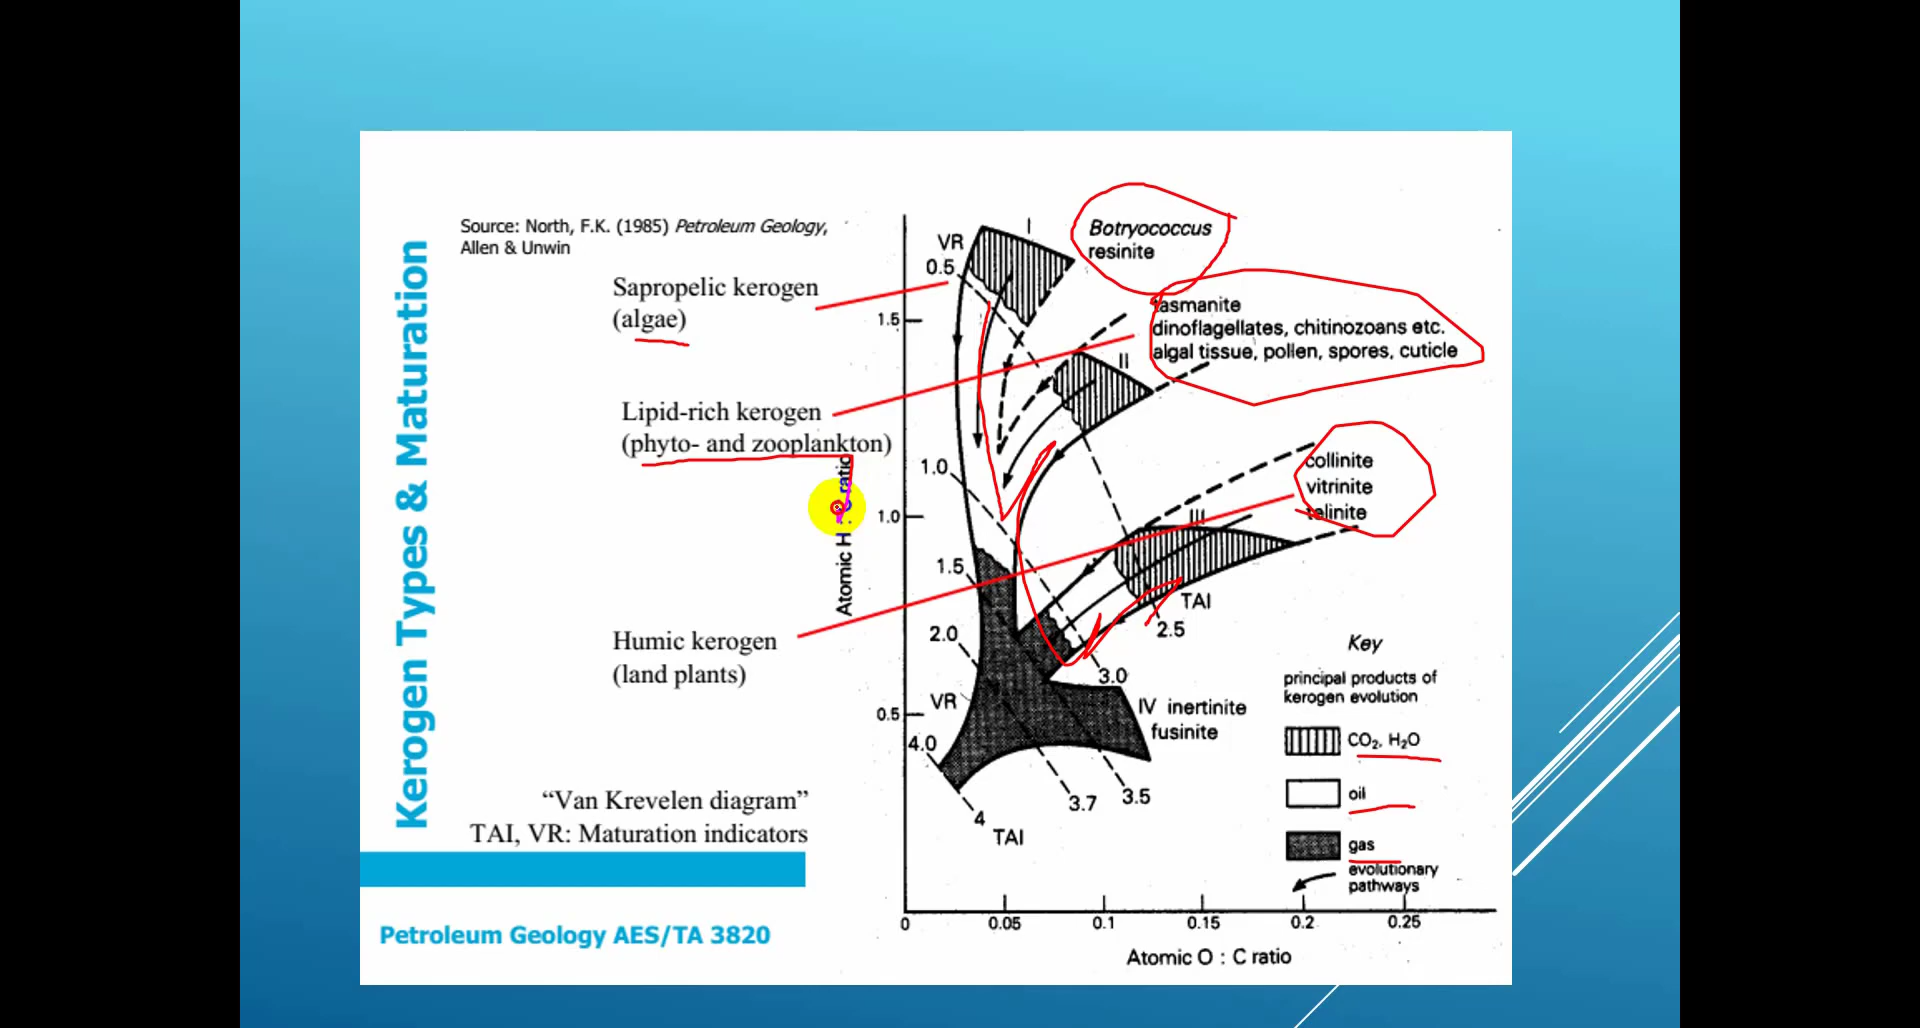 Kerogen Types & Maturation
Source: North, F.K. (1985) Petroleum Geology,
Allen & Unwin
Sapropelic kerogen
(algae)
Lipid-rich kerogen
(phyto- and zooplankton)
Humic kerogen
(land plants)
"Van Krevelen diagram"
TAI, VR: Maturation indicators
Petroleum Geology AES/TA 3820
VR
0.5
I
Botryococcus
resinite
tasmanite
dinoflagellates, chitinozoans etc.
algal tissue, pollen, spores, cuticle
II
1.5
1.0
1.0
collinite
vitrinite
telinite
III
1.5
TAI
2.5
2.0
3.0
VR
0.5
4.0
IV inertinite
fusinite
3.7
3.5
4
TAI
Key
principal products of
kerogen evolution
CO₂, H₂O
oil
gas
evolutionary
pathways
0
0.05
0.1
0.15
0.2
0.25
Atomic O : C ratio
Atomic H : ratio